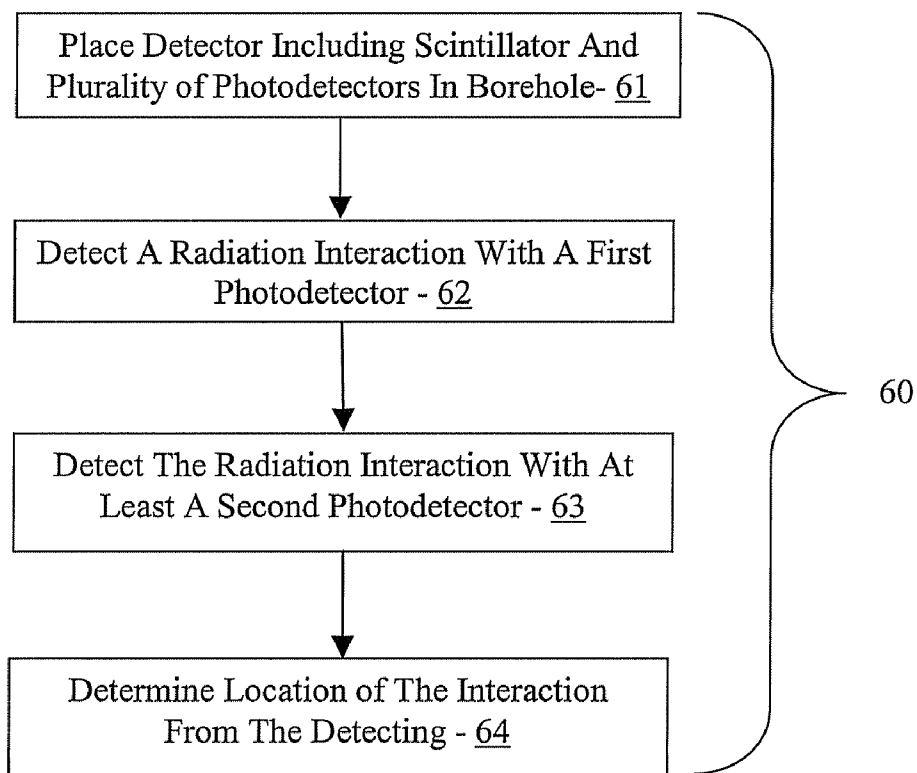 Place Detector Including Scintillator And
Plurality of Photodetectors In Borehole- 61
Detect A Radiation Interaction With A First
Photodetector - 62
Detect The Radiation Interaction With At
Least A Second Photodetector - 63
Determine Location of The Interaction
From The Detecting - 64
60